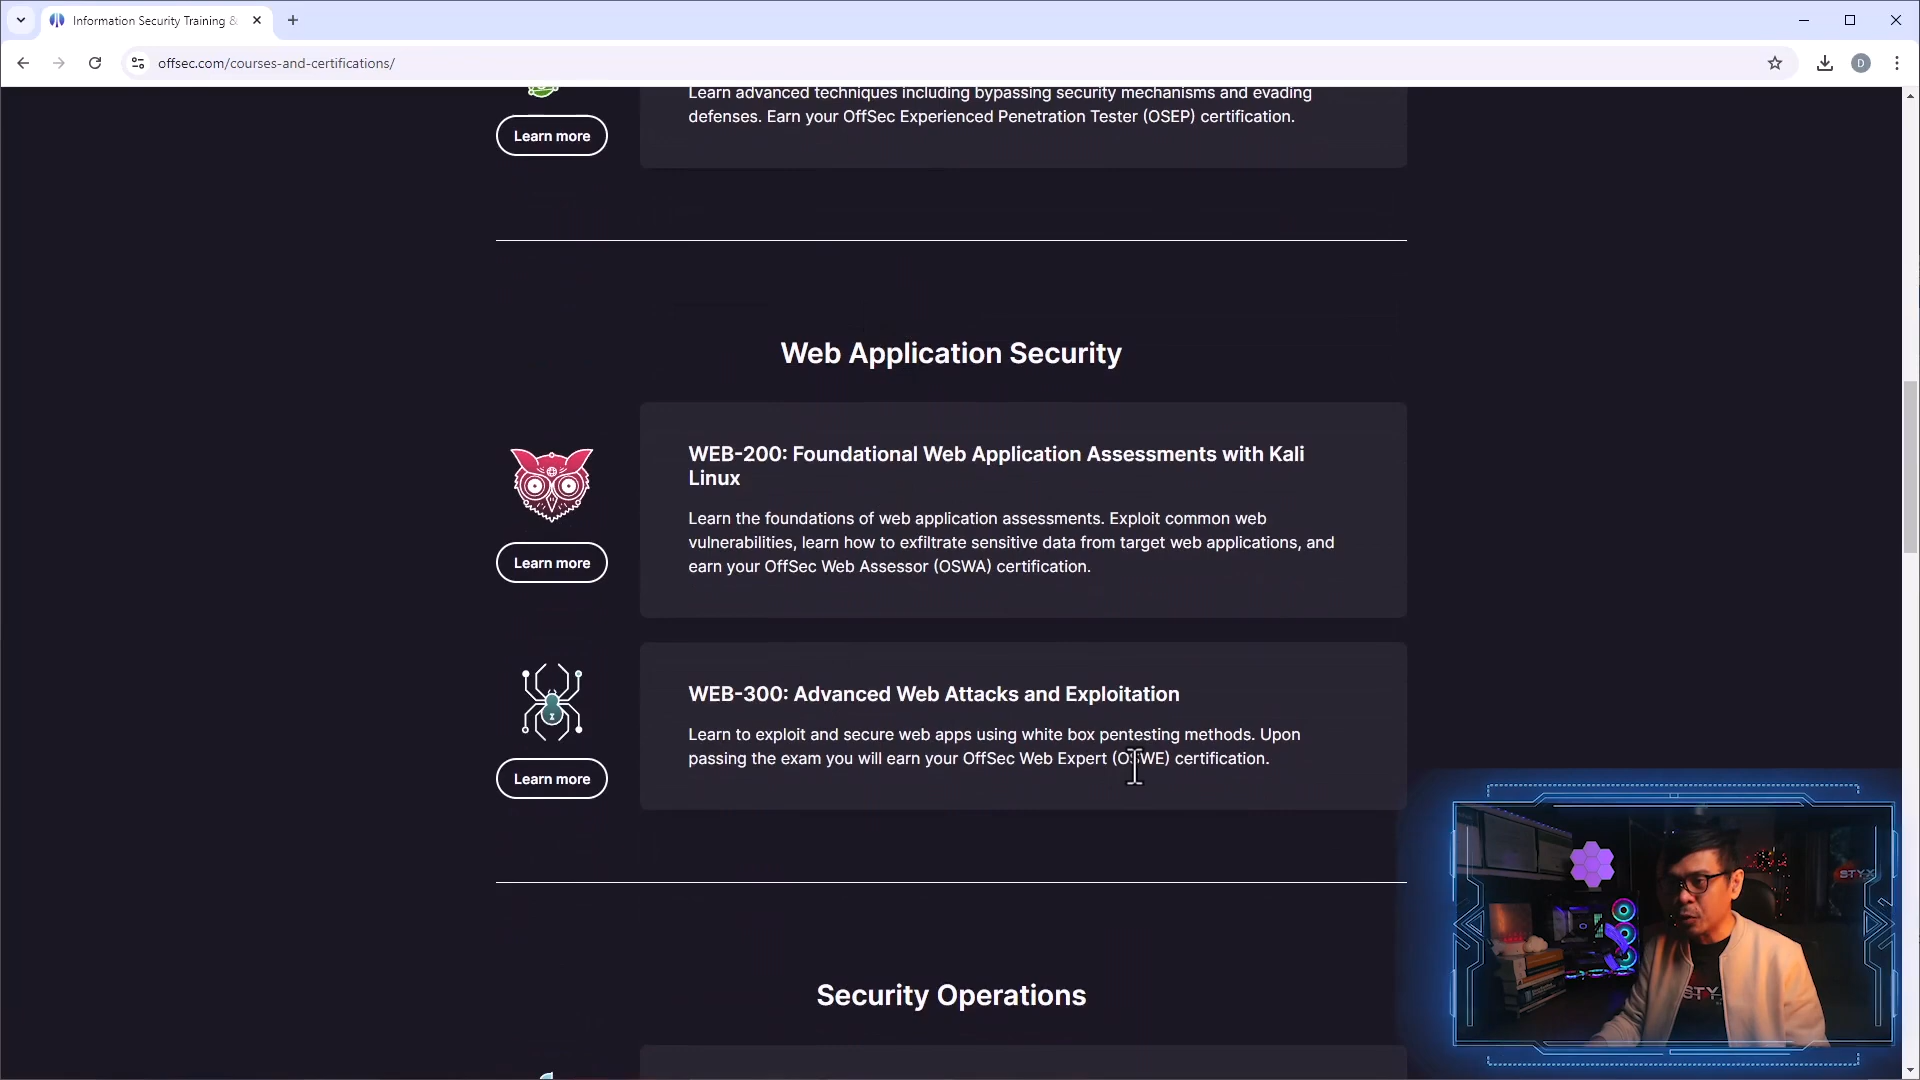 Information Security Training &
offsec.com/courses-and-certifications/
D
Learn advanced techniques including bypassing security mechanisms and evading
defenses. Earn your OffSec Experienced Penetration Tester (OSEP) certification.
Learn more
Web Application Security
WEB-200: Foundational Web Application Assessments with Kali
Linux
Learn the foundations of web application assessments. Exploit common web
vulnerabilities, learn how to exfiltrate sensitive data from target web applications, and
earn your OffSec Web Assessor (OSWA) certification.
Learn more
WEB-300: Advanced Web Attacks and Exploitation
Learn to exploit and secure web apps using white box pentesting methods. Upon
passing the exam you will earn your OffSec Web Expert (OSWE) certification.
Learn more
Security Operations
STYX
STY